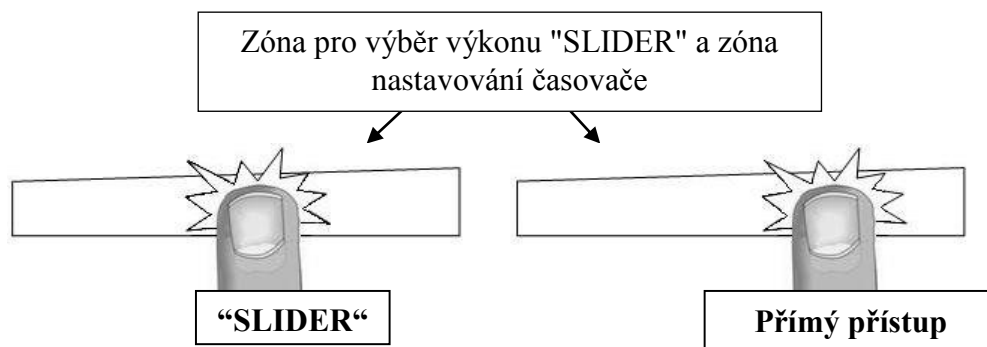 Zóna pro výběr výkonu "SLIDER" a zóna
nastavování časovače
“SLIDER“
Přímý přístup